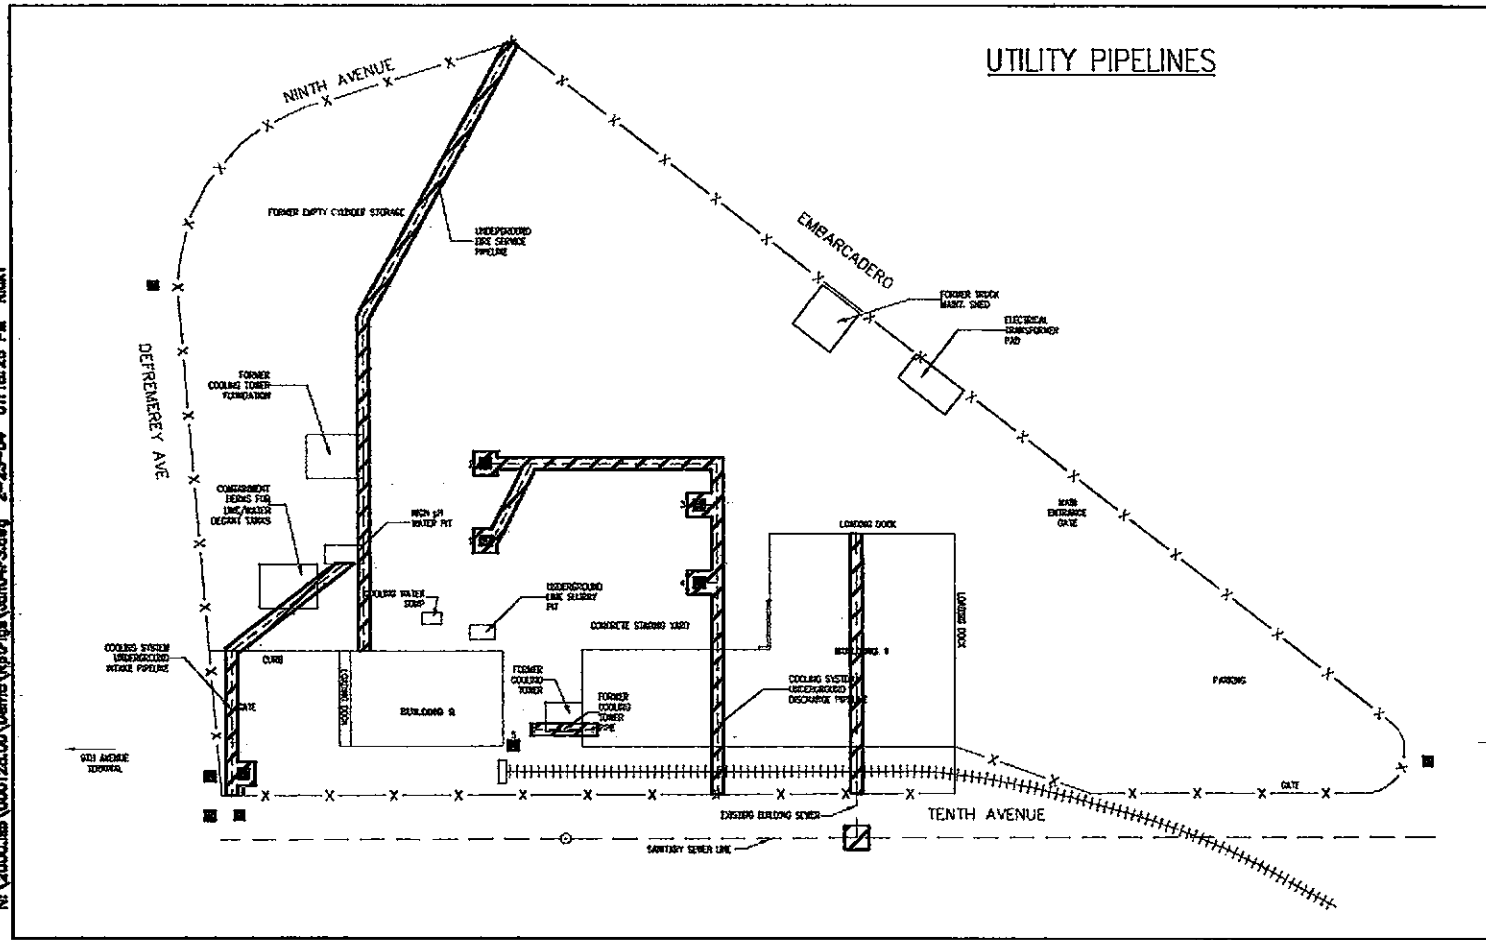 UTILITY PIPELINES
NINTH AVENUE
FORMER EMPTY CYLINDER STORAGE
UNDERGROUND
FIRE SERVICE
PIPELINE
EMBARCADERO
FORMER TRUCK
MAINT. SHED
ELECTRICAL
TRANSFORMER
PAD
DEFREMEREY AVE
FORMER
COOLING TOWER
FOUNDATION
CONTAINMENT
BERMS FOR
LIME/WATER
DECANT TANKS
HIGH pH
WATER PIT
MAIN
ENTRANCE
GATE
LOADING DOCK
COOLING WATER
SUMP
UNDERGROUND
LIME SLURRY
PIT
CONCRETE STARING YARD
LOADING DOCK
COOLING SYSTEM
UNDERGROUND
INTAKE PIPELINE
CURB
LOADING DOCK
FORMER
COOLING
TOWER
FORMER
COOLING
TOWER
PIPE
COOLING SYSTEM
UNDERGROUND
DISCHARGE PIPELINE
PARKING
GATE
BUILDING
9TH AVENUE
TERMINAL
GATE
EXISTING BUILDING SEWER
TENTH AVENUE
SANITARY SEWER LINE